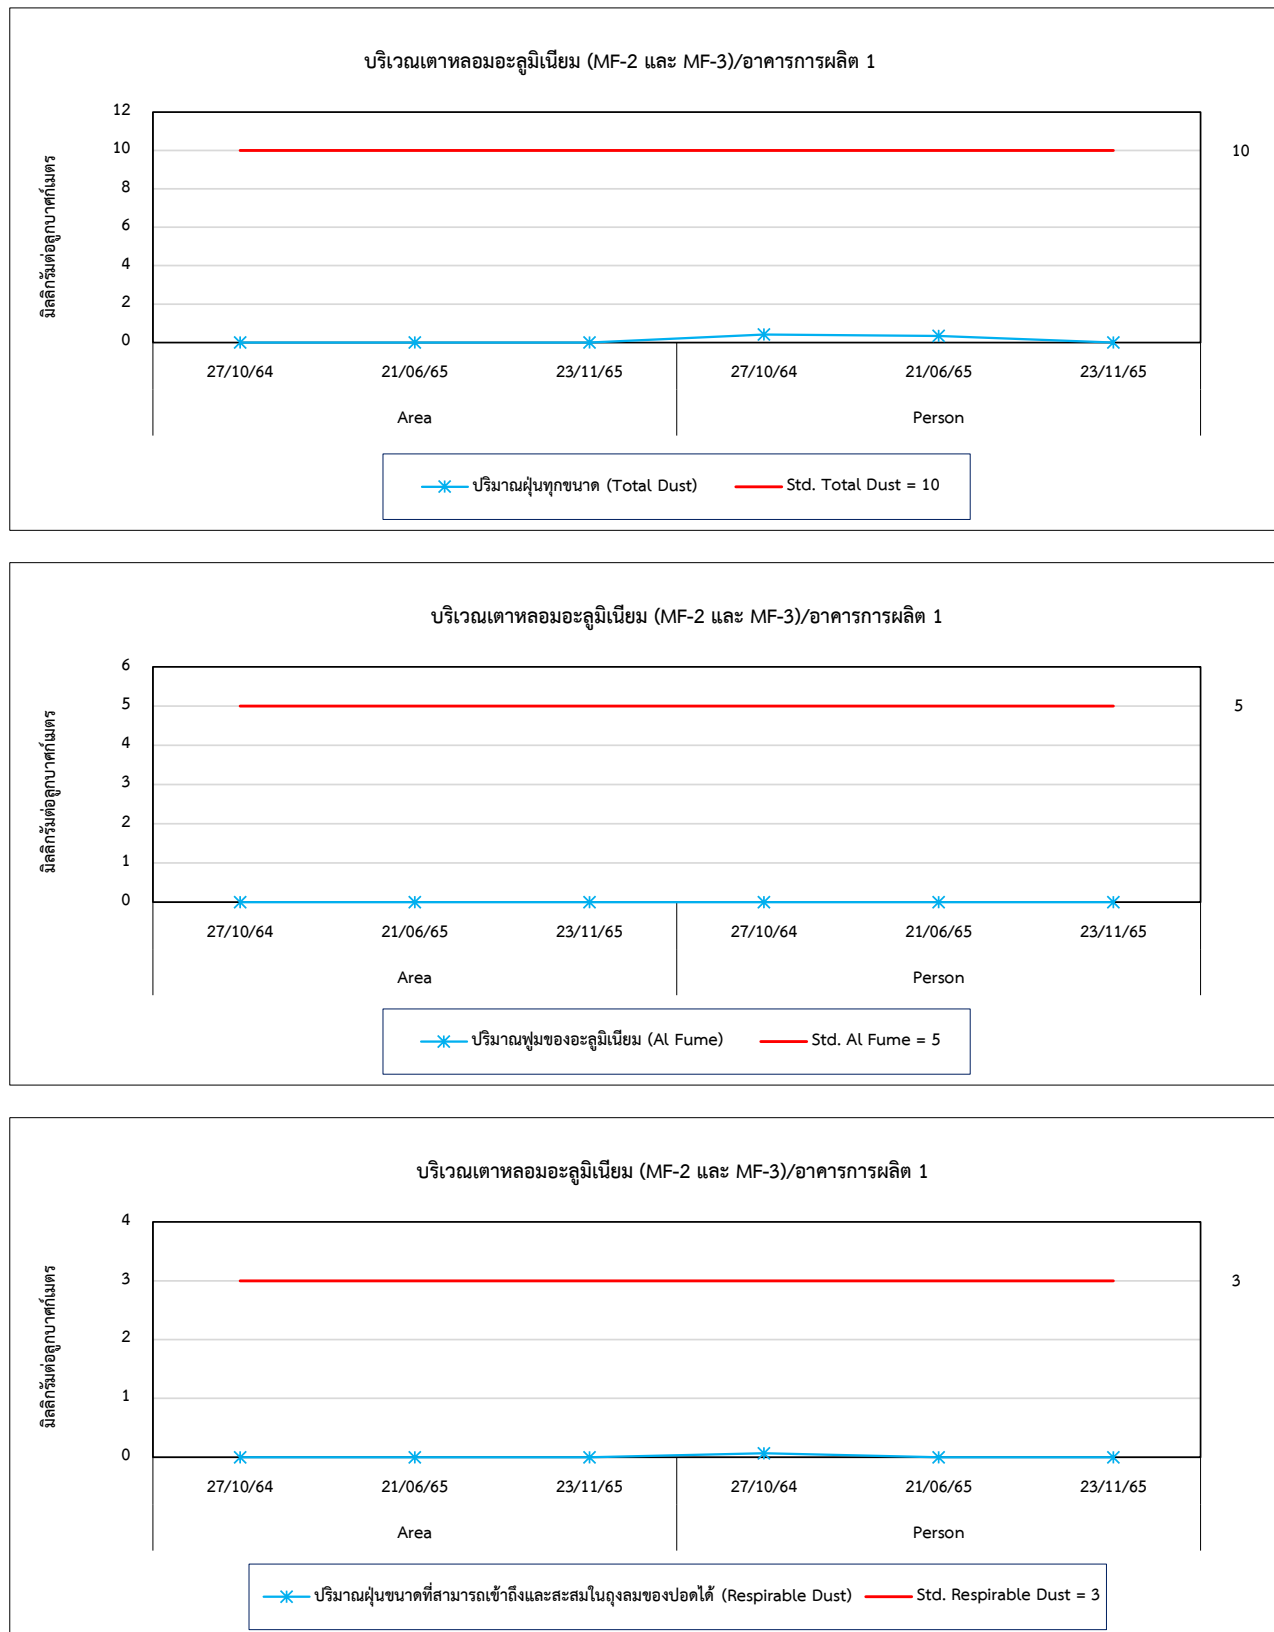 บริเวณเตาหลอมอะลูมิเนียม (MF-2 และ MF-3)/อาคารการผลิต 1
มิลลิกรัมต่อลูกบาศก์เมตร
12
10
8
6
4
2
0
10
27/10/64 21/06/65 23/11/65 27/10/64 21/06/65 23/11/65
Area Person
ปริมาณฝุ่นทุกขนาด (Total Dust) Std. Total Dust = 10
บริเวณเตาหลอมอะลูมิเนียม (MF-2 และ MF-3)/อาคารการผลิต 1
มิลลิกรัมต่อลูกบาศก์เมตร
6
5
4
3
2
1
0
5
27/10/64 21/06/65 23/11/65 27/10/64 21/06/65 23/11/65
Area Person
ปริมาณฟูมของอะลูมิเนียม (Al Fume) Std. Al Fume = 5
บริเวณเตาหลอมอะลูมิเนียม (MF-2 และ MF-3)/อาคารการผลิต 1
มิลลิกรัมต่อลูกบาศก์เมตร
4
3
2
1
0
3
27/10/64 21/06/65 23/11/65 27/10/64 21/06/65 23/11/65
Area Person
ปริมาณฝุ่นขนาดที่สามารถเข้าถึงและสะสมในถุงลมของปอดได้ (Respirable Dust) Std. Respirable Dust = 3